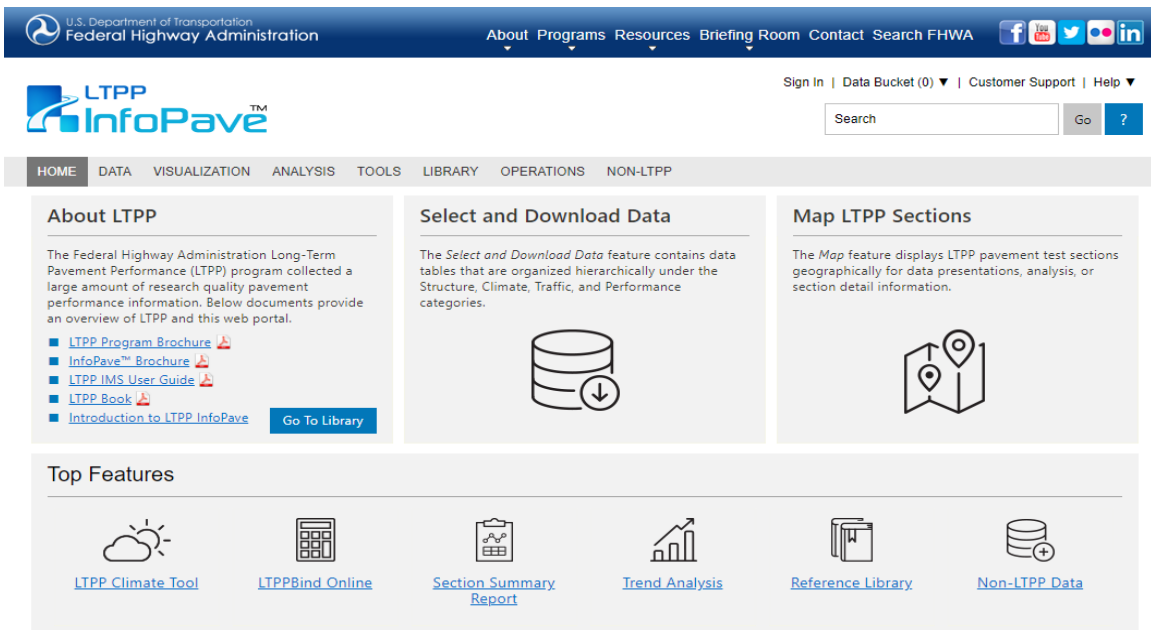 U.S. Department of Transportation
Federal Highway Administration
About Programs Resources Briefing Room Contact Search FHWA
f You Tube in
Sign In | Data Bucket (0) ▼ | Customer Support | Help ▼
LTPP
InfoPave™
Search Go ?
HOME DATA VISUALIZATION ANALYSIS TOOLS LIBRARY OPERATIONS NON-LTPP
About LTPP
The Federal Highway Administration Long-Term
Pavement Performance (LTPP) program collected a
large amount of research quality pavement
performance information. Below documents provide
an overview of LTPP and this web portal.
LTPP Program Brochure
InfoPave™ Brochure
LTPP IMS User Guide
LTPP Book
Introduction to LTPP InfoPave
Go To Library
Select and Download Data
The Select and Download Data feature contains data
tables that are organized hierarchically under the
Structure, Climate, Traffic, and Performance
categories.
Map LTPP Sections
The Map feature displays LTPP pavement test sections
geographically for data presentations, analysis, or
section detail information.
Top Features
LTPP Climate Tool
LTPPBind Online
Section Summary
Report
Trend Analysis
Reference Library
Non-LTPP Data